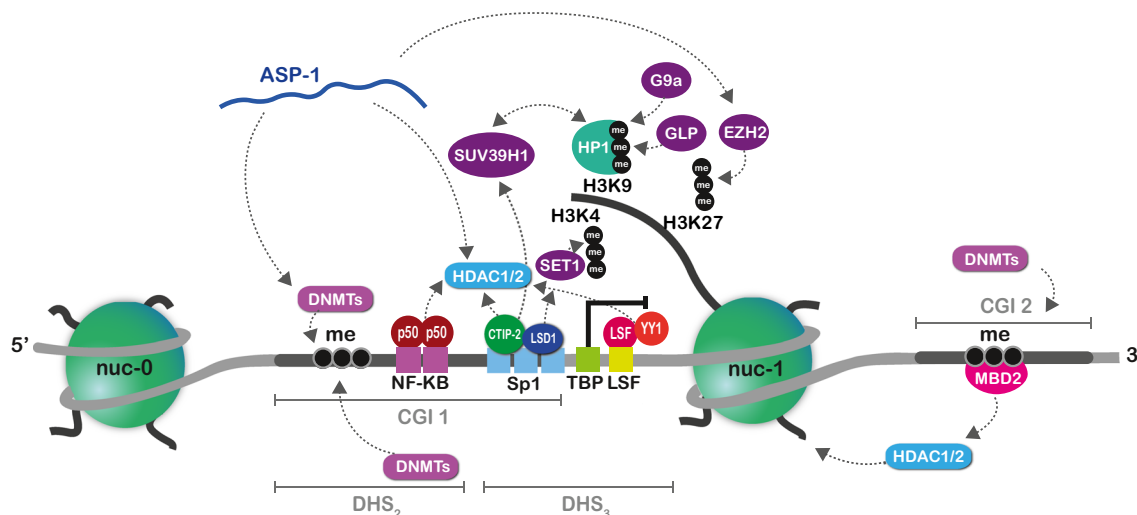 ASP-1
G9a
GLP
EZH2
SUV39H1
HP1
me
me
me
H3K9
me
me
me
H3K27
H3K4
me
me
me
SET1
HDAC1/2
DNMTs
DNMTs
CGI 2
me
me
p50
p50
CTIP-2
LSD1
LSF
YY1
5’
3
nuc-0
nuc-1
NF-KB
Sp1
TBP
LSF
MBD2
CGI 1
HDAC1/2
DNMTs
DHS2
DHS3